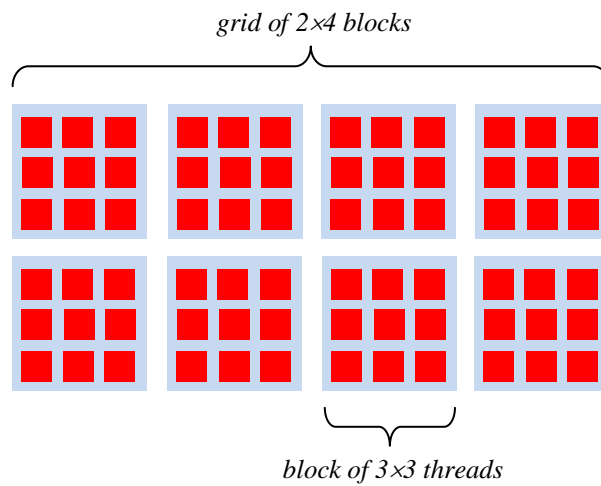 grid of 2×4 blocks
block of 3×3 threads